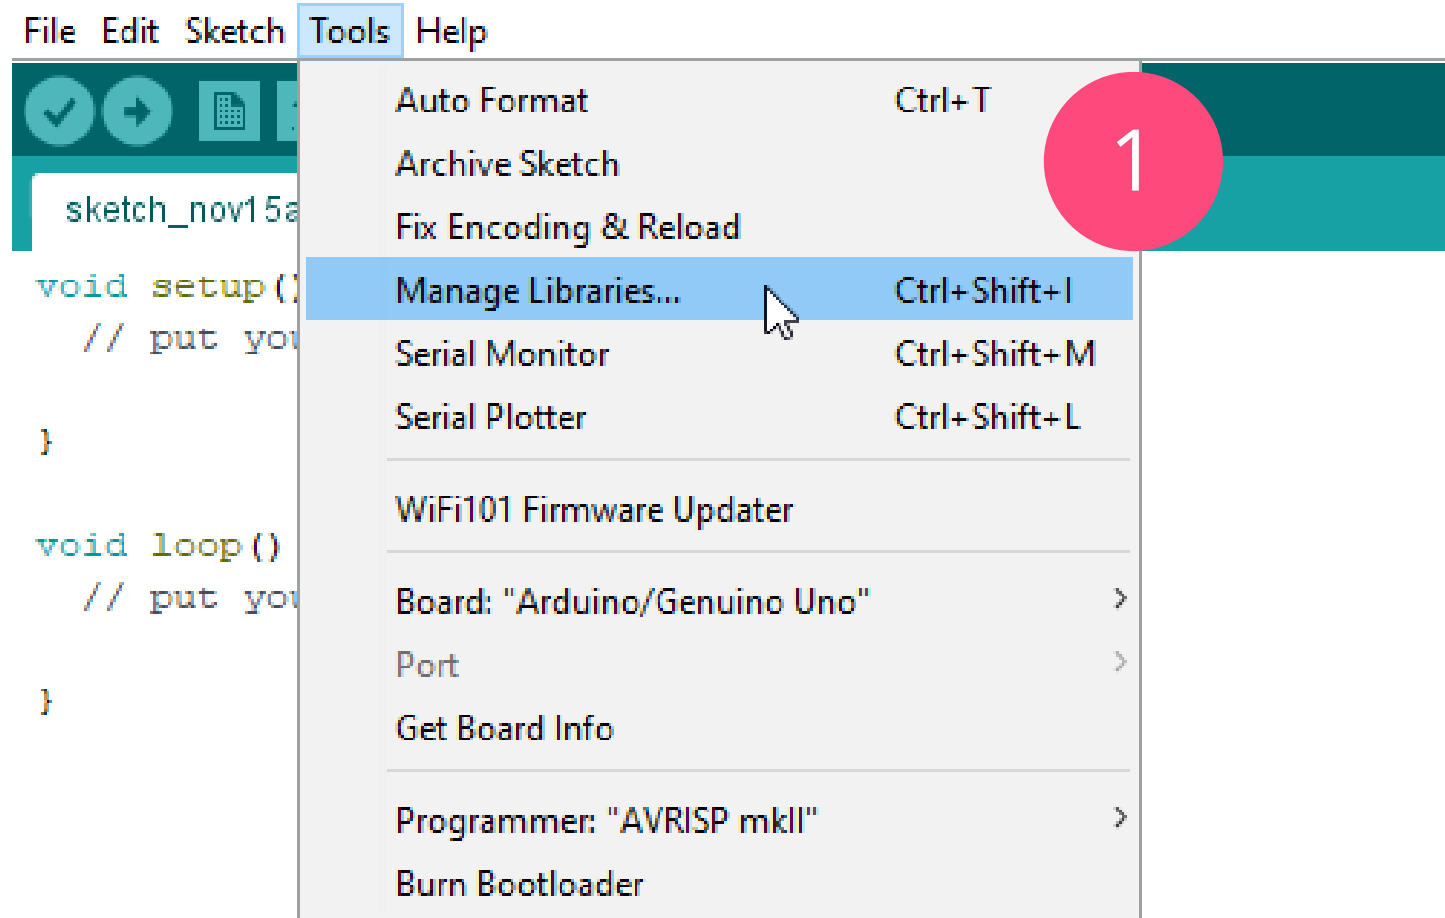 File Edit Sketch Tools Help
Auto Format Ctrl+T
1
Archive Sketch
sketch_nov15a
Fix Encoding & Reload
void setup()
Manage Libraries... Ctrl+Shift+I
// put you
Serial Monitor Ctrl+Shift+M
Serial Plotter Ctrl+Shift+L
}
WiFi101 Firmware Updater
void loop()
// put you
Board: "Arduino/Genuino Uno"
Port
}
Get Board Info
Programmer: "AVRISP mkII"
Burn Bootloader